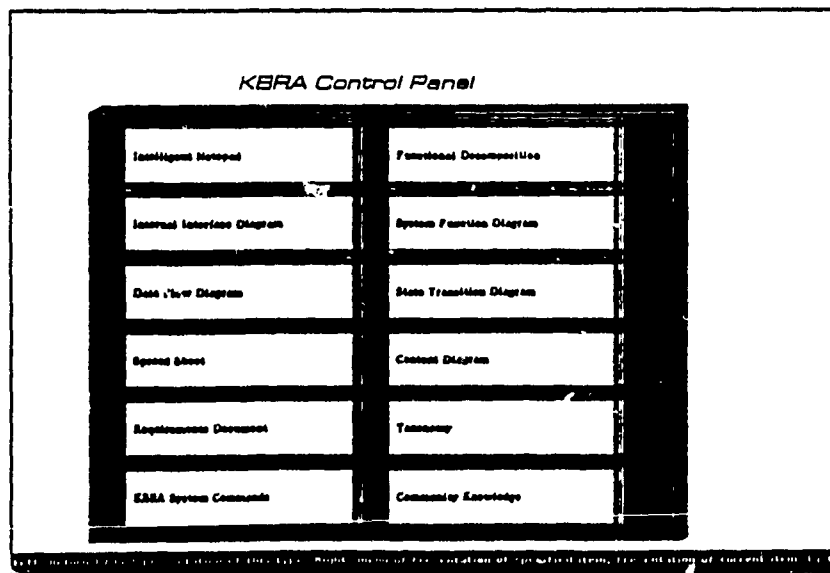 KBRA Control Panel
Intelligent Notepad
Functional Decomposition
Internal Interface Diagram
System Function Diagram
Data Flow Diagram
State Transition Diagram
Spread Sheet
Context Diagram
Requirements Document
Taxonomy
KBRA System Commands
Community Knowledge